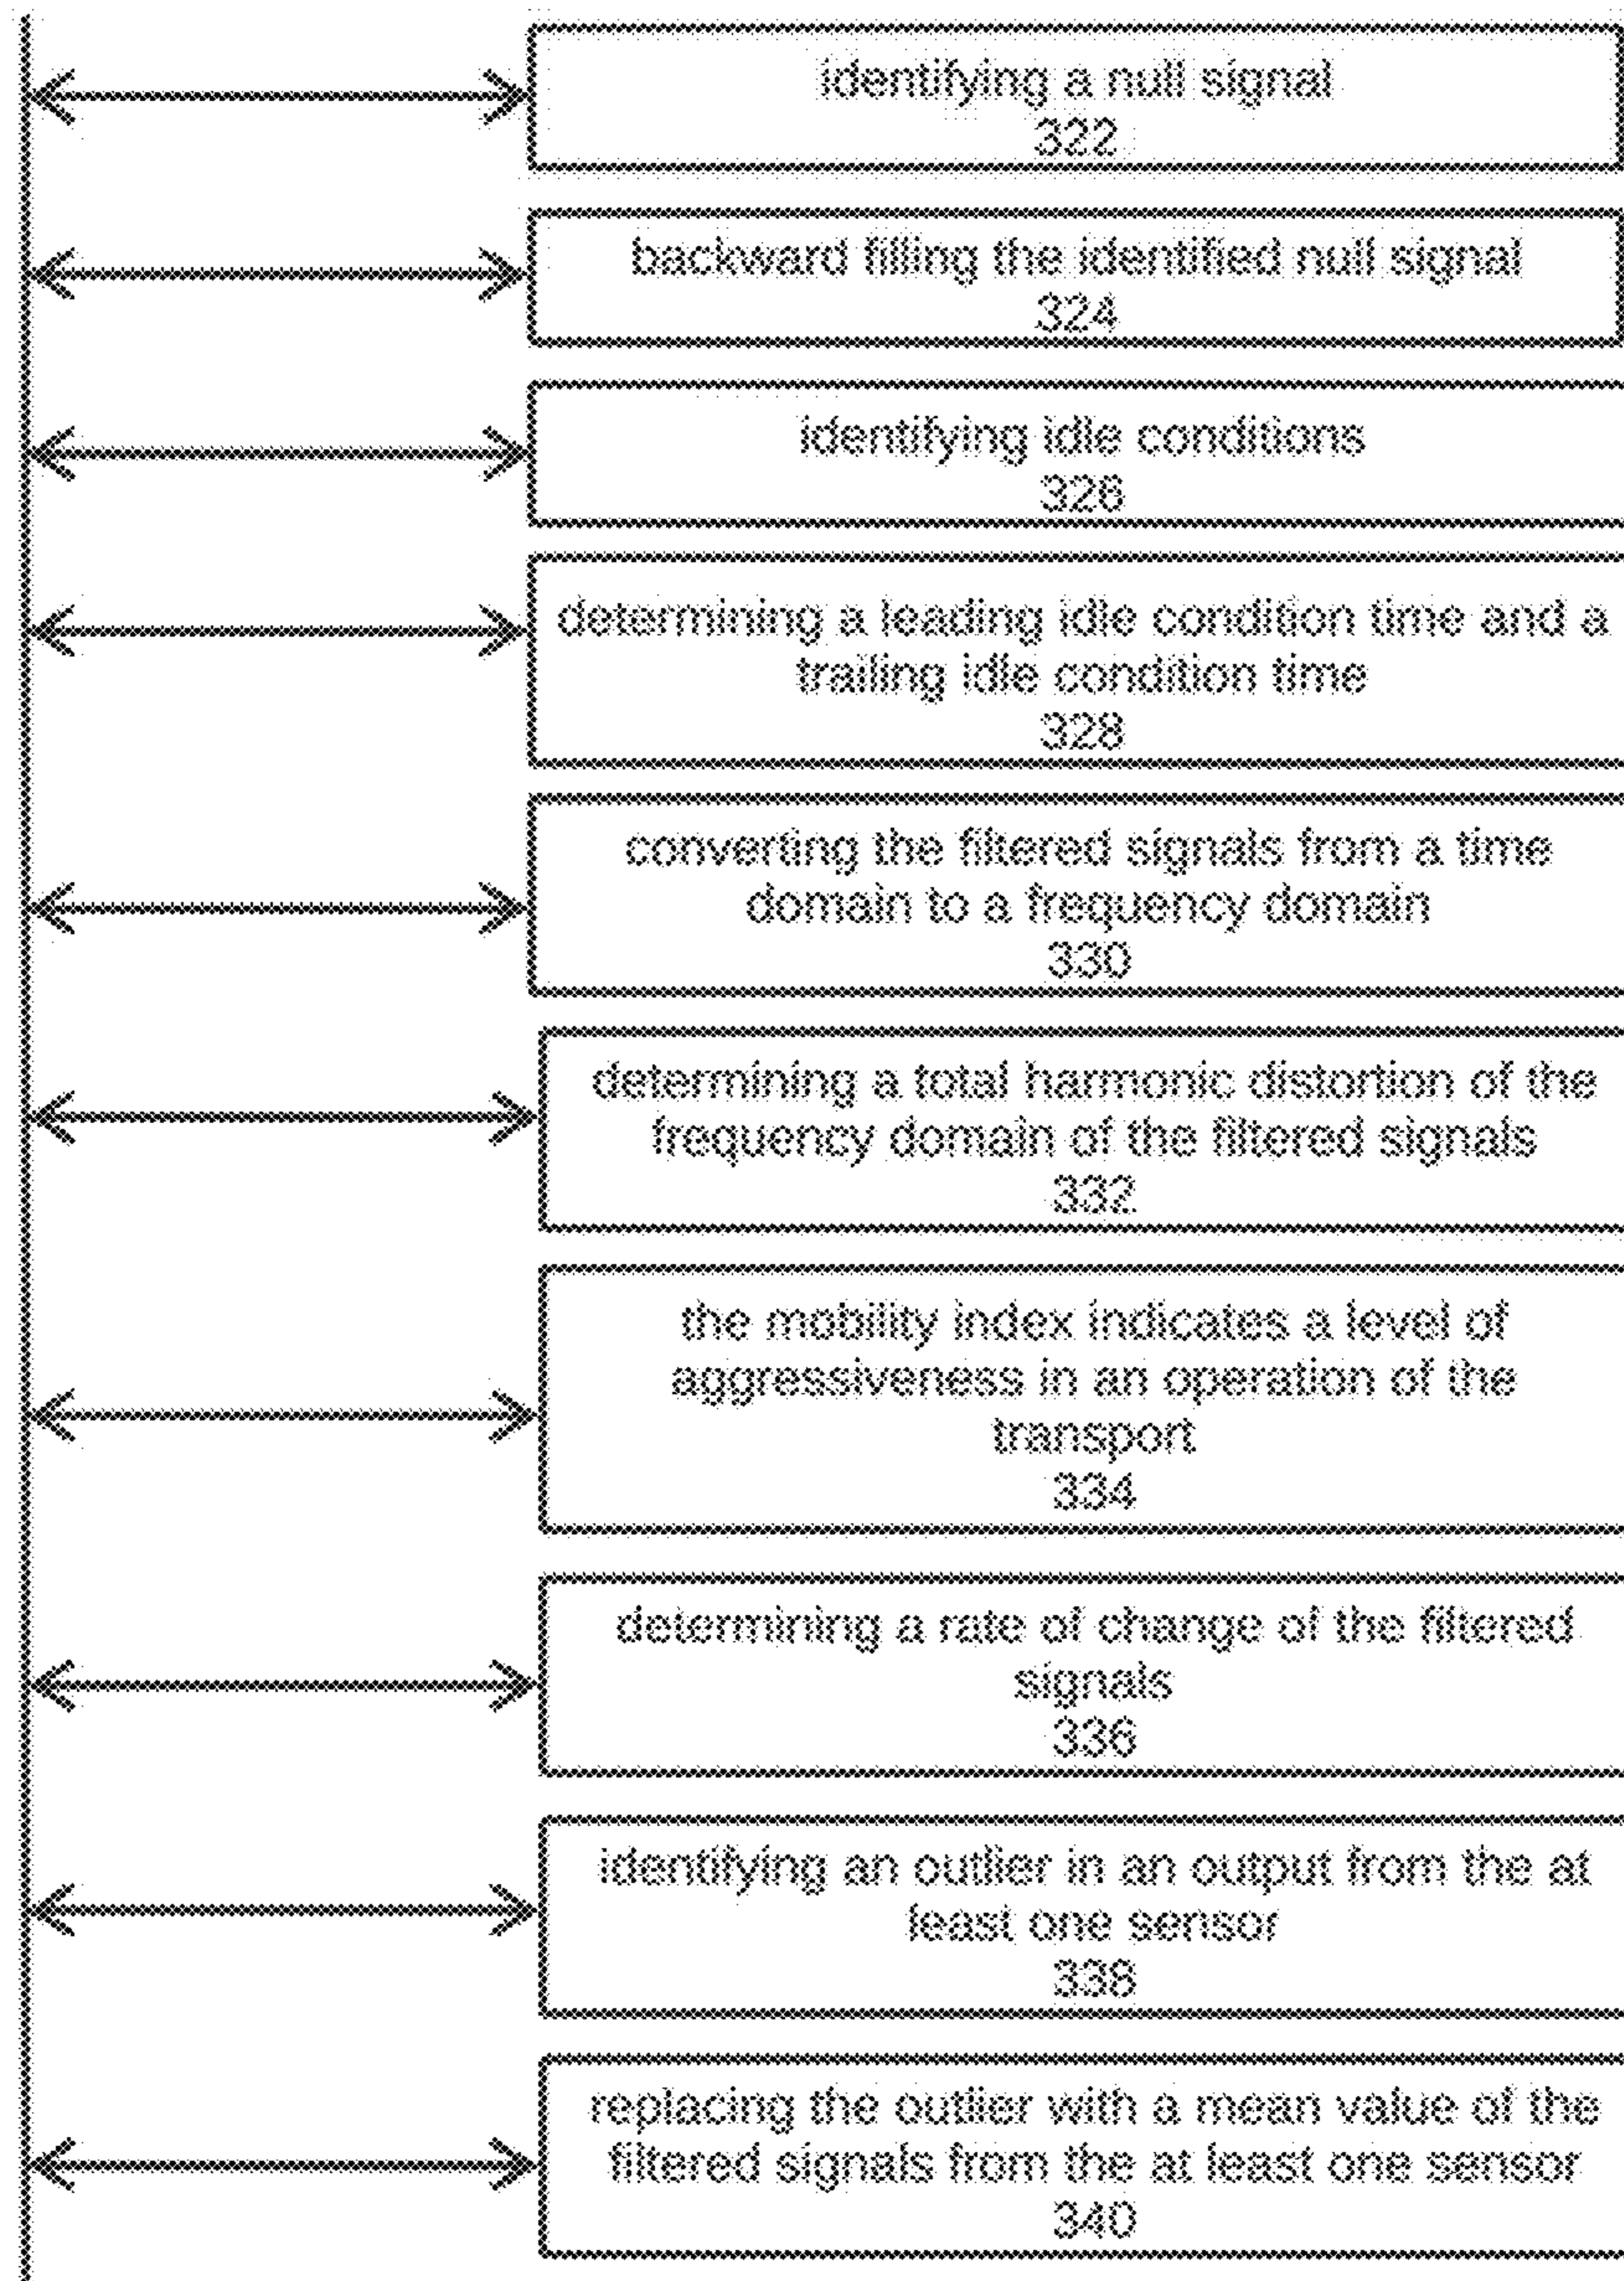 identifying a null signal
322
backward filling the identified null signal
324
identifying idle conditions
326
determining a leading idle condition time and a
trailing idle condition time
328
converting the filtered signals from a time
domain to a frequency domain
330
determining a total harmonic distortion of the
frequency domain of the filtered signals
332
the mobility index indicates a level of
aggressiveness in an operation of the
transport
334
determining a rate of change of the filtered
signals
336
identifying an outlier in an output from the at
least one sensor
338
replacing the outlier with a mean value of the
filtered signals from the at least one sensor
340